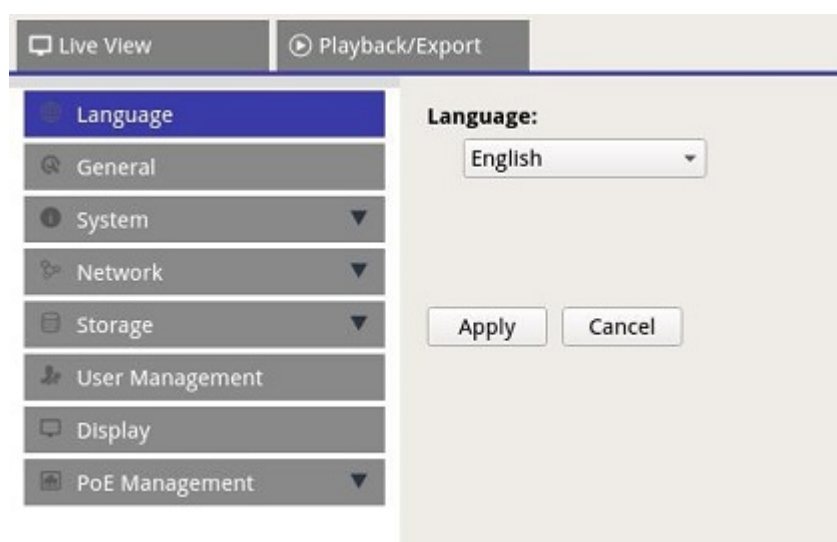 Live View
Playback/Export
Language
General
System
Network
Storage
User Management
Display
PoE Management
Language:
English
Apply
Cancel